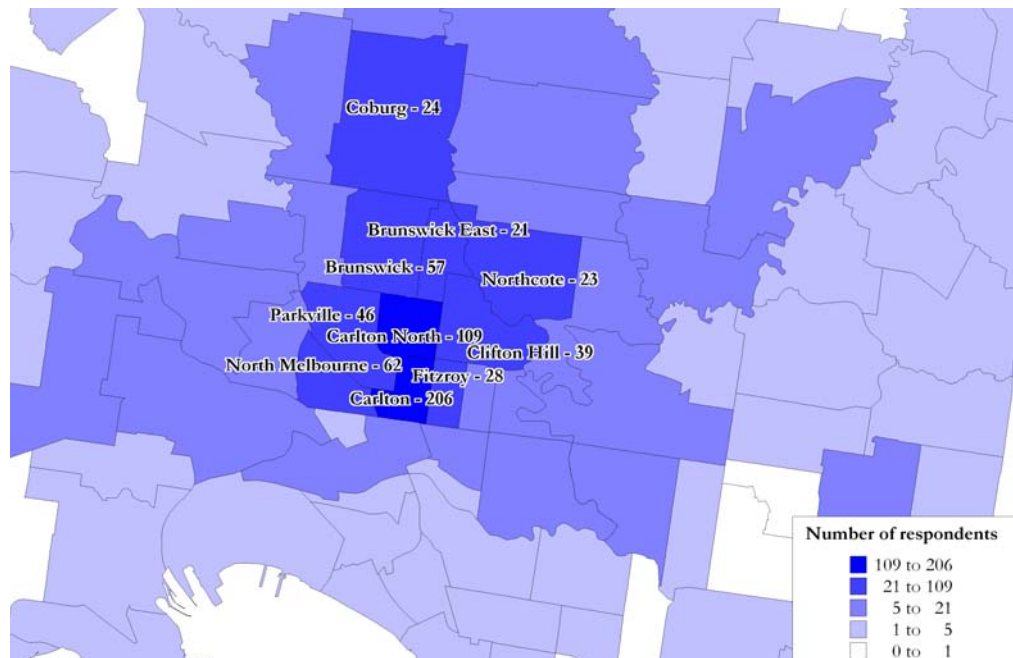 Coburg - 24
Brunswick East - 21
Brunswick - 57
Northcote - 23
Parkville - 46
Carlton North - 109
Clifton Hill - 39
North Melbourne - 62
Fitzroy - 28
Carlton - 206
Number of respondents
109 to 206
21 to 109
5 to 21
1 to 5
0 to 1